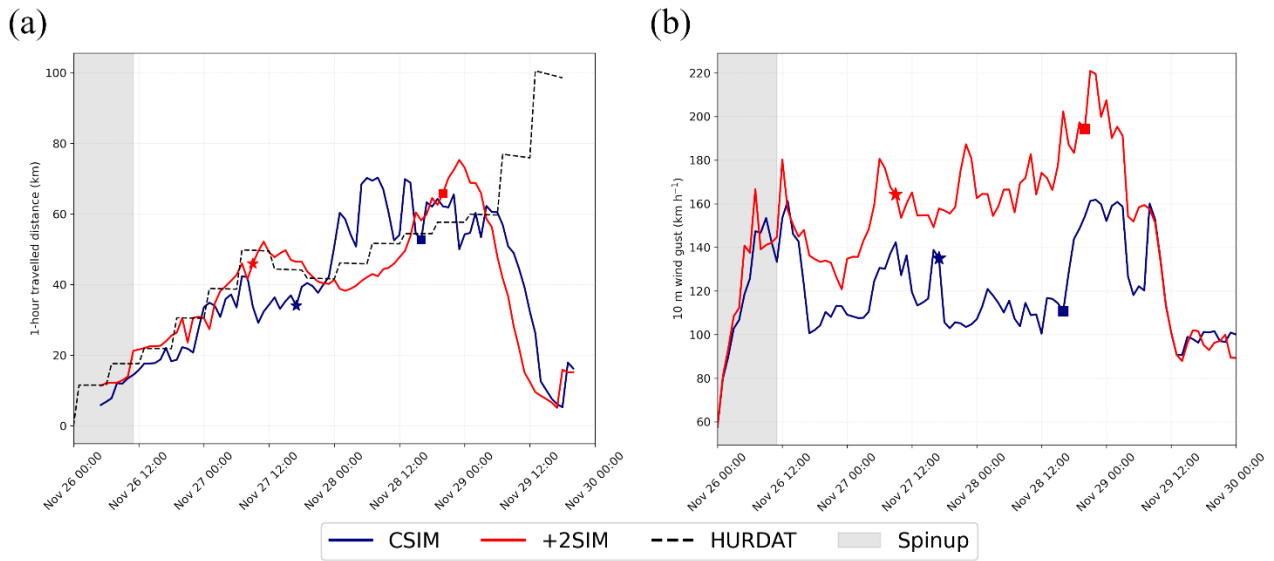 (a)
(b)
1-hour travelled distance (km)
100
80
60
40
20
0
Nov 26 00:00
Nov 26 12:00
Nov 27 00:00
Nov 27 12:00
Nov 28 00:00
Nov 28 12:00
Nov 29 00:00
Nov 29 12:00
Nov 30 00:00
10 m wind gust (km h⁻¹)
220
200
180
160
140
120
100
80
60
Nov 26 00:00
Nov 26 12:00
Nov 27 00:00
Nov 27 12:00
Nov 28 00:00
Nov 28 12:00
Nov 29 00:00
Nov 29 12:00
Nov 30 00:00
CSIM +2SIM HURDAT Spinup